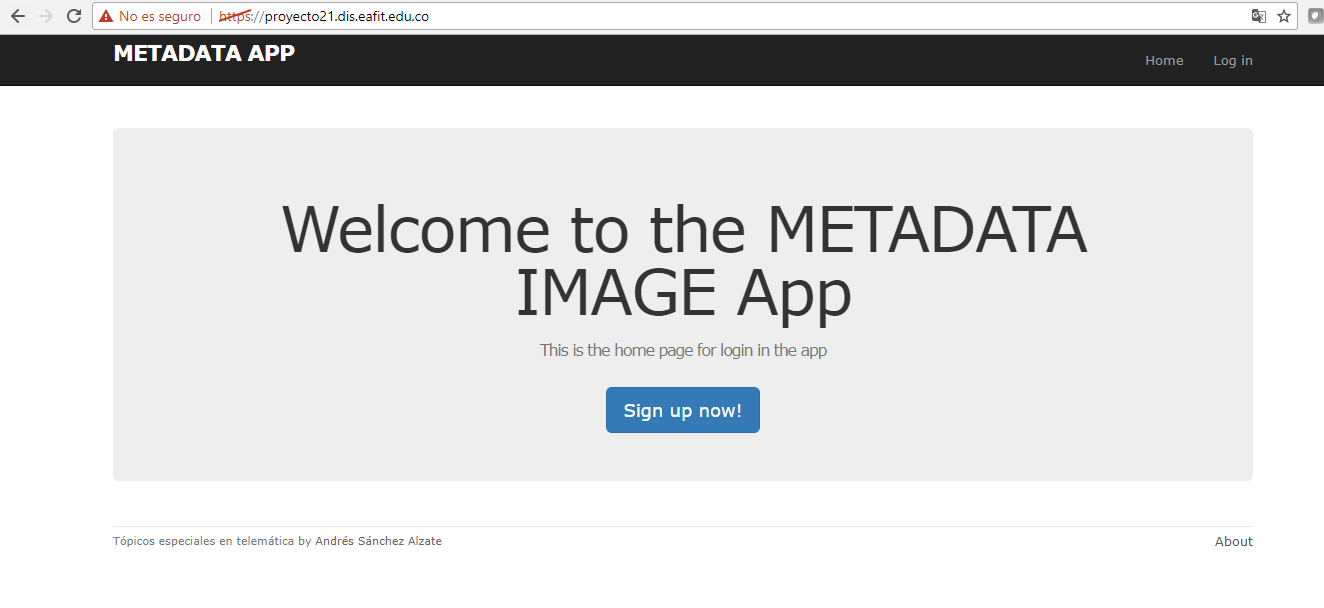 No es seguro https://proyecto21.dis.eafit.edu.co
METADATA APP
Home Log in
Welcome to the METADATA
IMAGE App
This is the home page for login in the app
Sign up now!
Tópicos especiales en telemática by Andrés Sánchez Alzate About